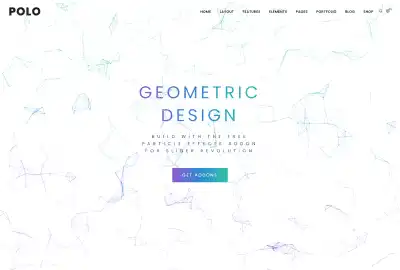 POLO
HOME LAYOUT FEATURES ELEMENTS PAGES PORTFOLIO BLOG SHOP
GEOMETRIC
DESIGN
BUILD WITH THE FREE
PARTICLE EFFECTS ADDON
FOR SLIDER REVOLUTION
GET ADDONS